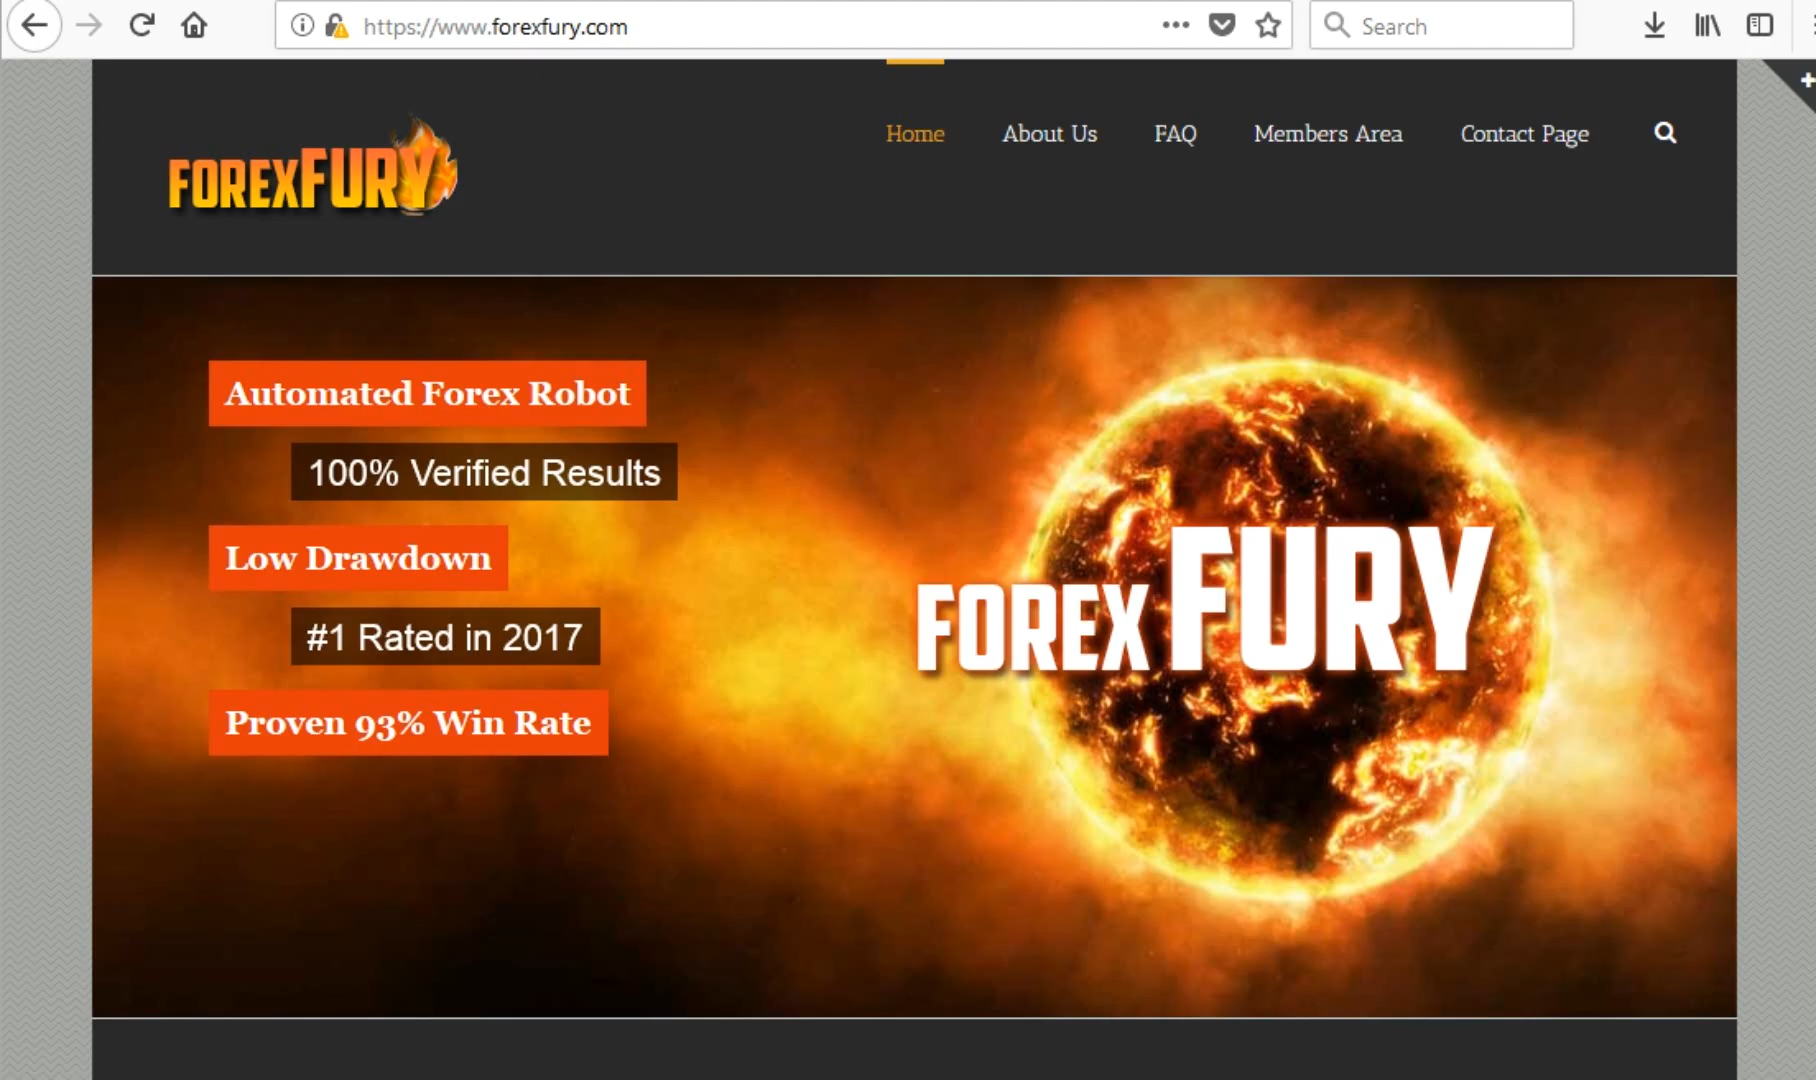 https://www.forexfury.com
Search
FOREXFURY
Home
About Us
FAQ
Members Area
Contact Page
Automated Forex Robot
100% Verified Results
Low Drawdown
#1 Rated in 2017
Proven 93% Win Rate
FOREX FURY